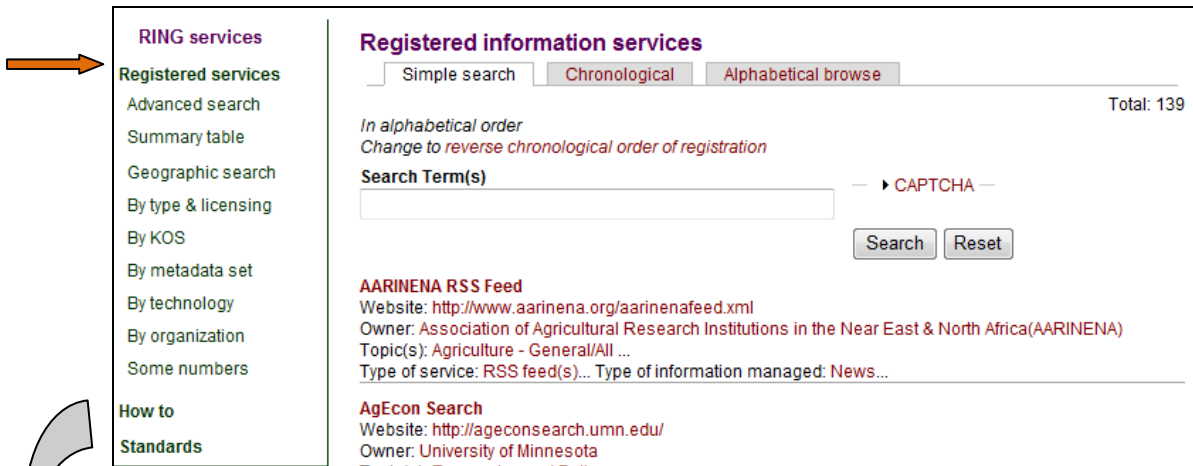 RING services
Registered services
Advanced search
Summary table
Geographic search
By type & licensing
By KOS
By metadata set
By technology
By organization
Some numbers
How to
Standards
Registered information services
Simple search Chronological Alphabetical browse
Total: 139
In alphabetical order
Change to reverse chronological order of registration
Search Term(s)
CAPTCHA
Search Reset
AARINENA RSS Feed
Website: http://www.aarinena.org/aarinenafeed.xml
Owner: Association of Agricultural Research Institutions in the Near East & North Africa(AARINENA)
Topic(s): Agriculture - General/All ...
Type of service: RSS feed(s)... Type of information managed: News...
AgEcon Search
Website: http://ageconsearch.umn.edu/
Owner: University of Minnesota